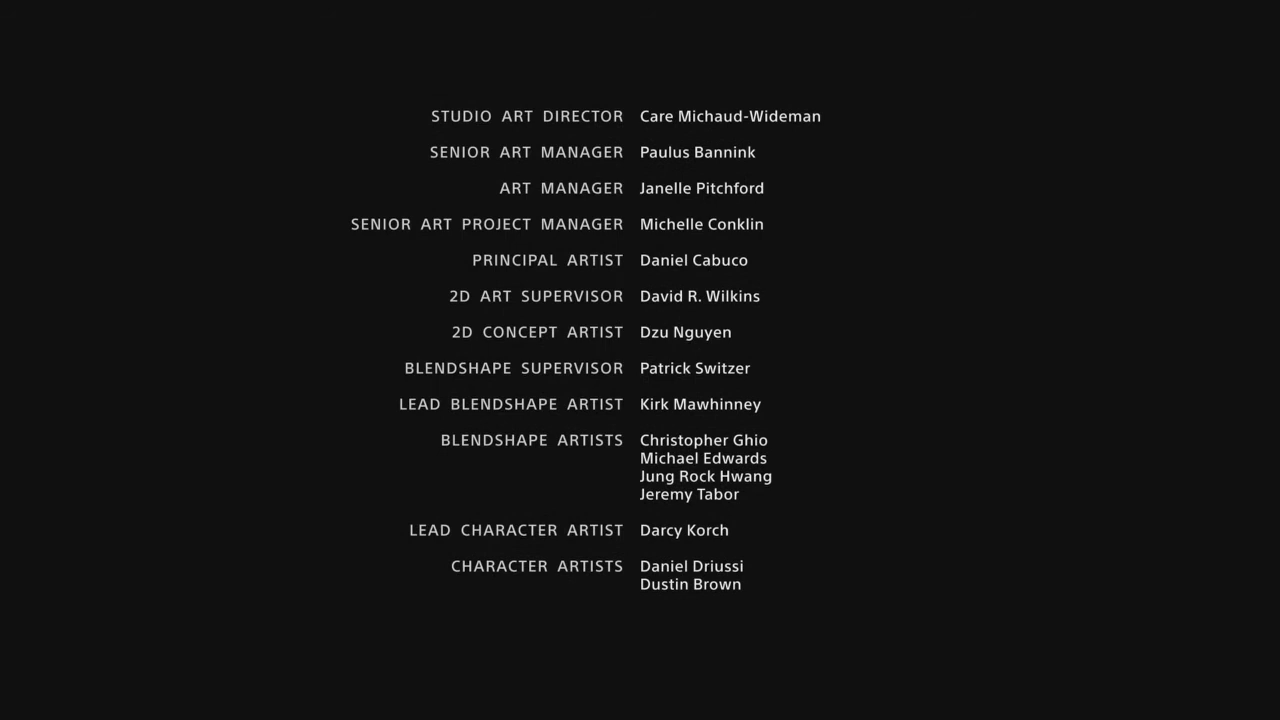 STUDIO ART DIRECTOR Care Michaud-Wideman
SENIOR ART MANAGER Paulus Bannink
ART MANAGER Janelle Pitchford
SENIOR ART PROJECT MANAGER Michelle Conklin
PRINCIPAL ARTIST Daniel Cabuco
2D ART SUPERVISOR David R. Wilkins
2D CONCEPT ARTIST Dzu Nguyen
BLENDSHAPE SUPERVISOR Patrick Switzer
LEAD BLENDSHAPE ARTIST Kirk Mawhinney
BLENDSHAPE ARTISTS Christopher Ghio
Michael Edwards
Jung Rock Hwang
Jeremy Tabor
LEAD CHARACTER ARTIST Darcy Korch
CHARACTER ARTISTS Daniel Driussi
Dustin Brown